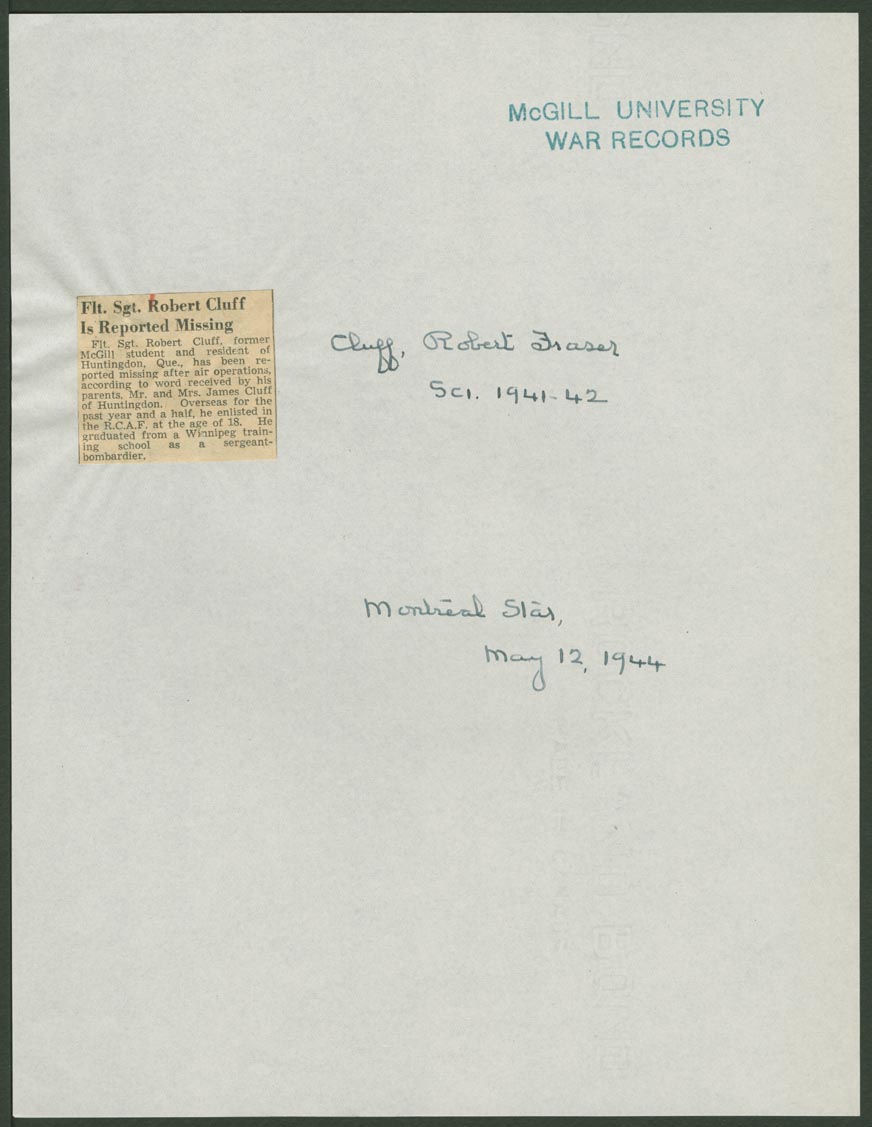 McGILL UNIVERSITY
WAR RECORDS
Flt. Sgt. Robert Cluff
Is Reported Missing
Flt. Sgt. Robert Cluff, former
McGill student and resident of
Huntingdon, Que., has been re-
ported missing after air operations,
according to word received by his
parents, Mr. and Mrs. James Cluff
of Huntingdon. Overseas for the
past year and a half, he enlisted in
the R.C.A.F. at the age of 18. He
graduated from a Winnipeg train-
ing school as a sergeant-
bombardier.
Cluff, Robert Fraser
Sci. 1941-42
Montreal Star,
May 12, 1944